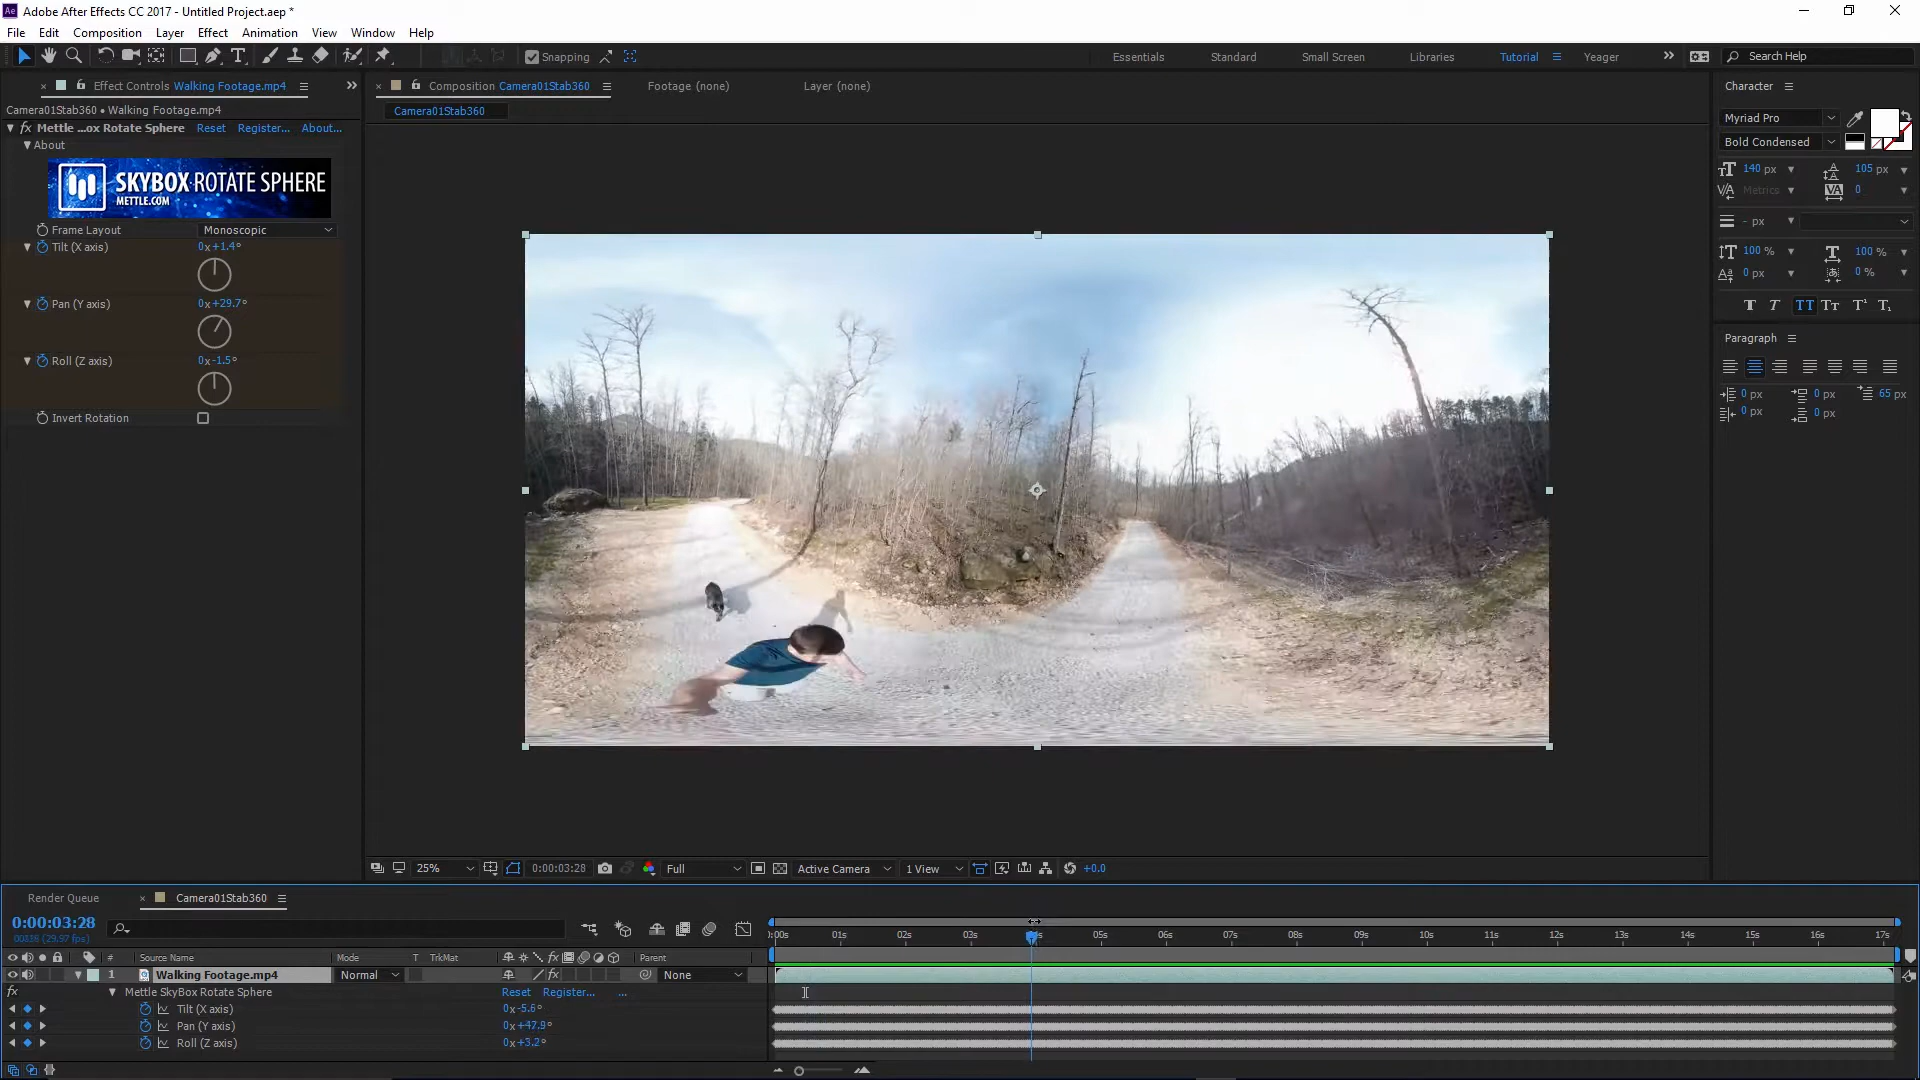 Adobe After Effects CC 2017 - Untitled Project.aep *
File Edit Composition Layer Effect Animation View Window Help
Snapping Essentials Standard Small Screen Libraries Tutorial Yeager Search Help
Effect Controls Walking Footage.mp4
Composition Camera01Stab360 Footage (none) Layer (none)
Character
Camera01Stab360 • Walking Footage.mp4
Camera01Stab360
fx Mettle ...ox Rotate Sphere Reset Register... About...
About
SKYBOX ROTATE SPHERE
METTLE.COM
Frame Layout Monoscopic
Tilt (X axis) 0x+1.4°
Pan (Y axis) 0x+29.7°
Roll (Z axis) 0x-1.5°
Invert Rotation
Myriad Pro
Bold Condensed
140 px 105 px
Metrics 0
- px
100 % 100 %
0 px 0 %
Paragraph
0 px 0 px 65 px
0 px 0 px
25% 0:00:03:28 Full Active Camera 1 View +0.0
Render Queue Camera01Stab360
0:00:03:28
00118 (29.97 fps)
:00s 01s 02s 03s 05s 06s 07s 08s 09s 10s 11s 12s 13s 14s 15s 16s 17s
# Source Name Mode T TrkMat Parent
1 Walking Footage.mp4 Normal None
fx Mettle SkyBox Rotate Sphere Reset Register... ...
Tilt (X axis) 0x-5.6°
Pan (Y axis) 0x+47.9°
Roll (Z axis) 0x+3.2°